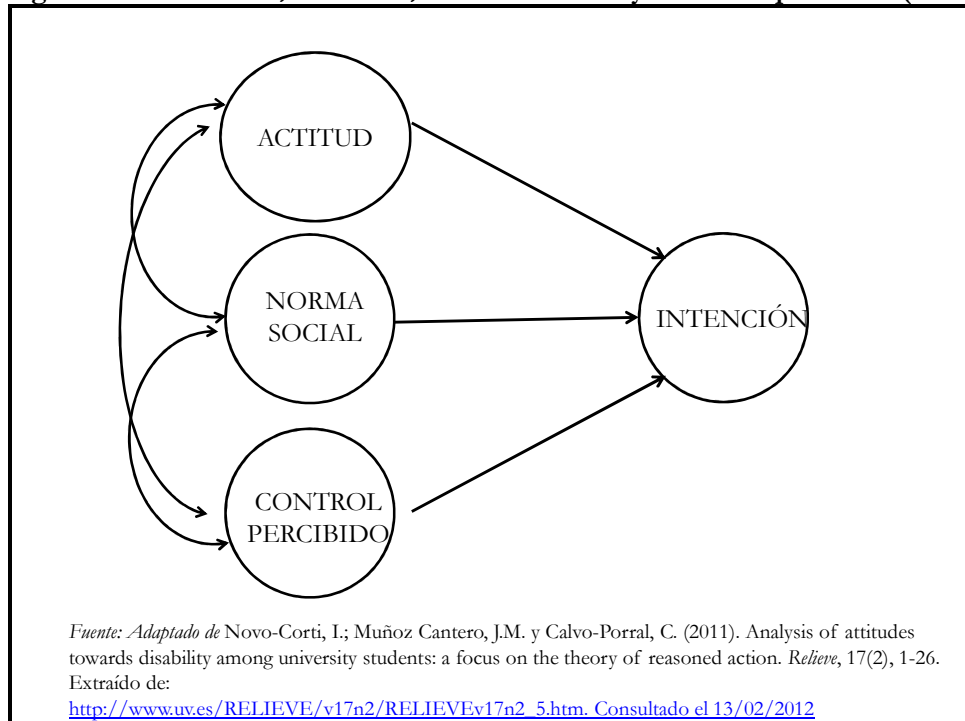 ACTITUD
NORMA
SOCIAL
INTENCIÓN
CONTROL
PERCIBIDO
Fuente: Adaptado de Novo-Corti, I.; Muñoz Cantero, J.M. y Calvo-Porral, C. (2011). Analysis of attitudes
towards disability among university students: a focus on the theory of reasoned action. Relieve, 17(2), 1-26.
Extraído de:
http://www.uv.es/RELIEVE/v17n2/RELIEVEv17n2_5.htm. Consultado el 13/02/2012